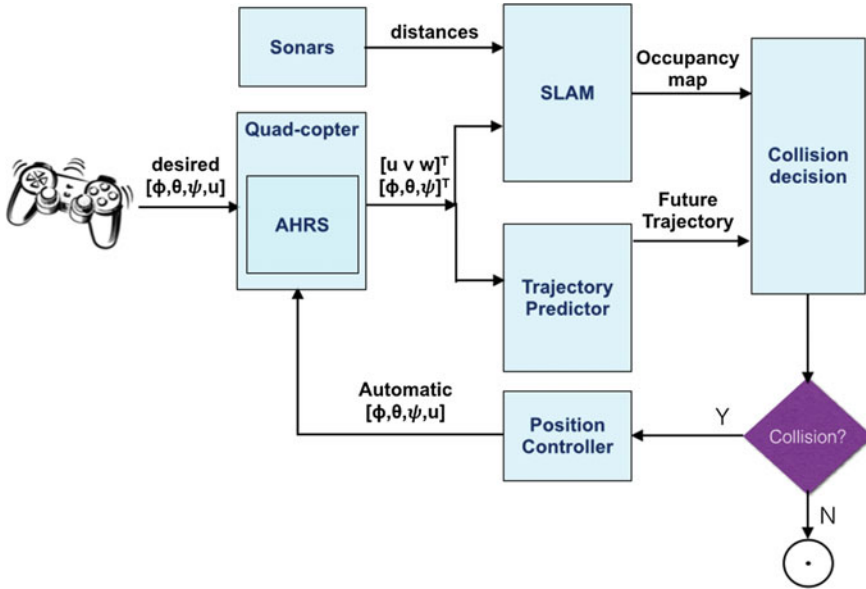 Sonars
distances
SLAM
Occupancy
map
Collision
decision
Quad-copter
AHRS
desired
[ϕ,θ,ψ,u]
[u v w]ᵀ
[ϕ,θ,ψ]ᵀ
Future
Trajectory
Trajectory
Predictor
Automatic
[ϕ,θ,ψ,u]
Position
Controller
Y
Collision?
N